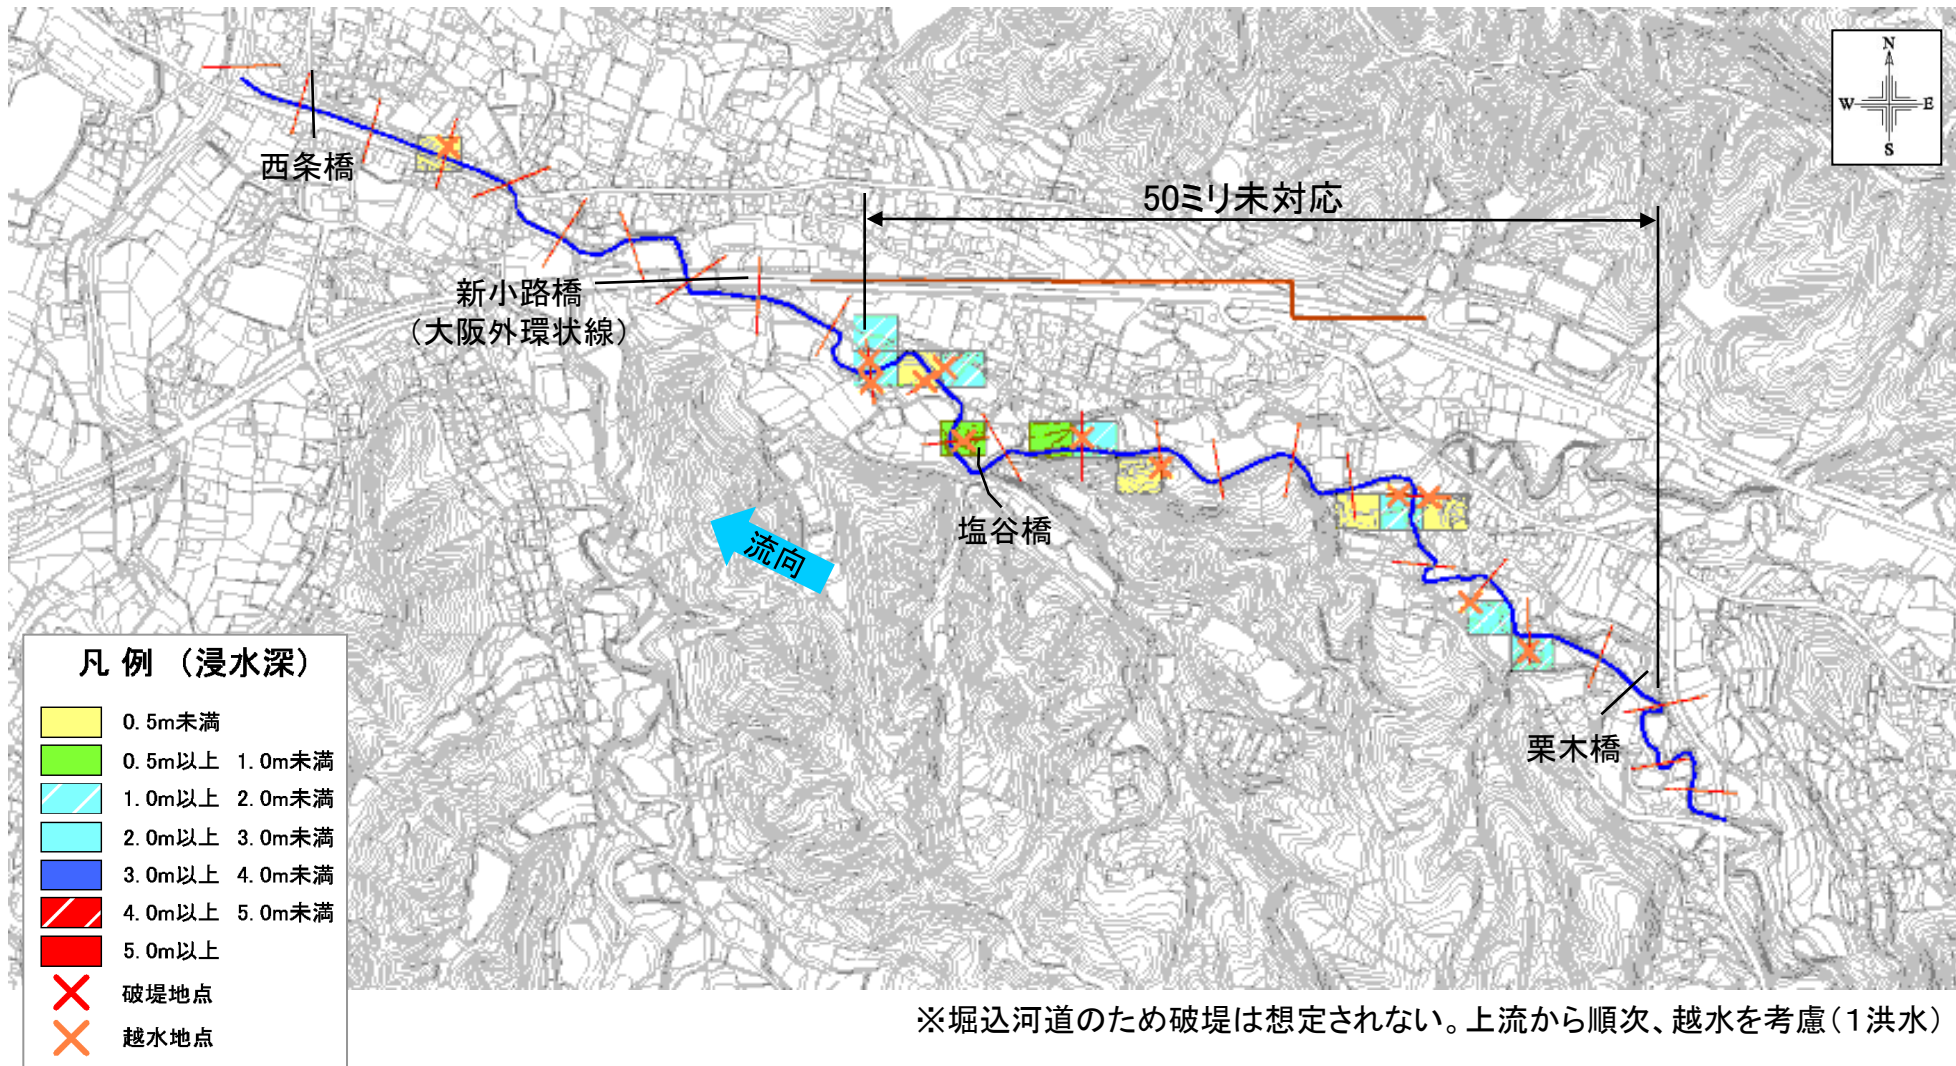 N
W
E
S
西条橋
50ミリ未対応
新小路橋
（大阪外環状線）
塩谷橋
流向
栗木橋
凡 例 （浸水深）
0.5m未満
0.5m以上 1.0m未満
1.0m以上 2.0m未満
2.0m以上 3.0m未満
3.0m以上 4.0m未満
4.0m以上 5.0m未満
5.0m以上
破堤地点
越水地点
※堀込河道のため破堤は想定されない。上流から順次、越水を考慮（1洪水）